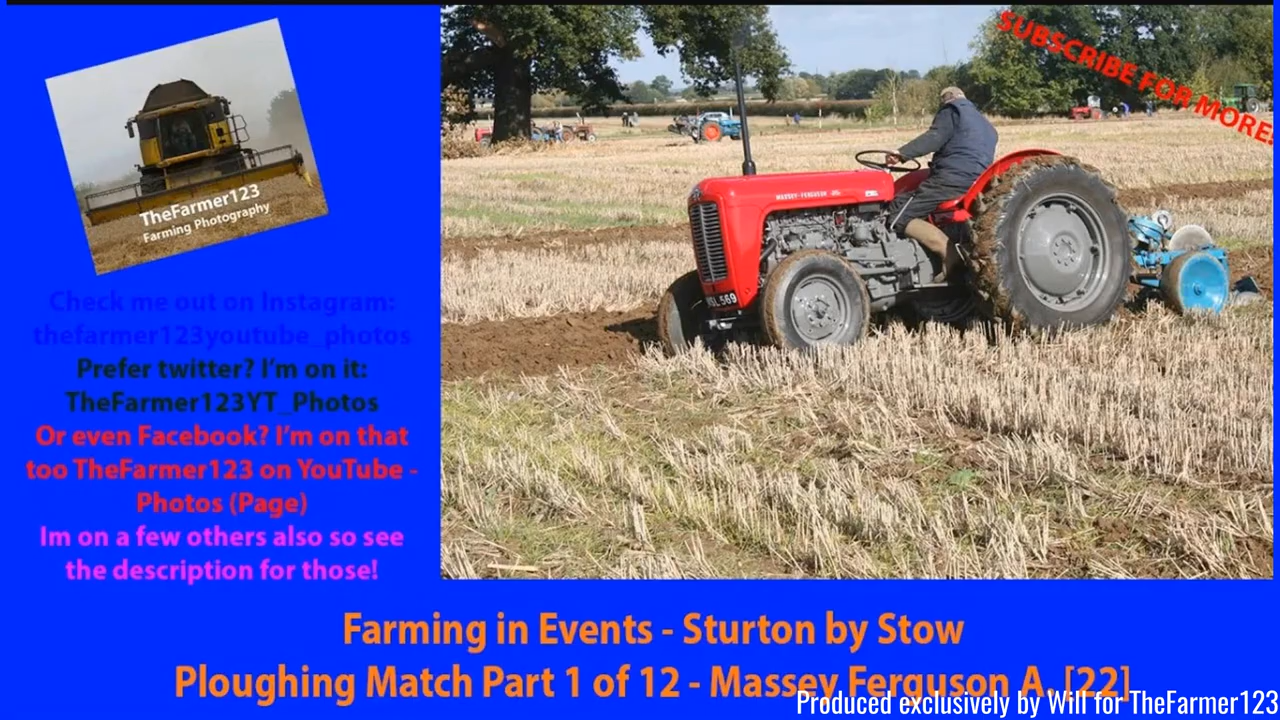 TheFarmer123
Farming Photography
Check me out on Instagram:
thefarmer123youtube_photos
Prefer twitter? I'm on it:
TheFarmer123YT_Photos
Or even Facebook? I'm on that
too TheFarmer123 on YouTube -
Photos (Page)
Im on a few others also so see
the description for those!
SUBSCRIBE FOR MORE!
MASSEY-FERGUSON 35
Farming in Events - Sturton by Stow
Ploughing Match Part 1 of 12 - Massey Ferguson A. [22]
Produced exclusively by Will for TheFarmer123